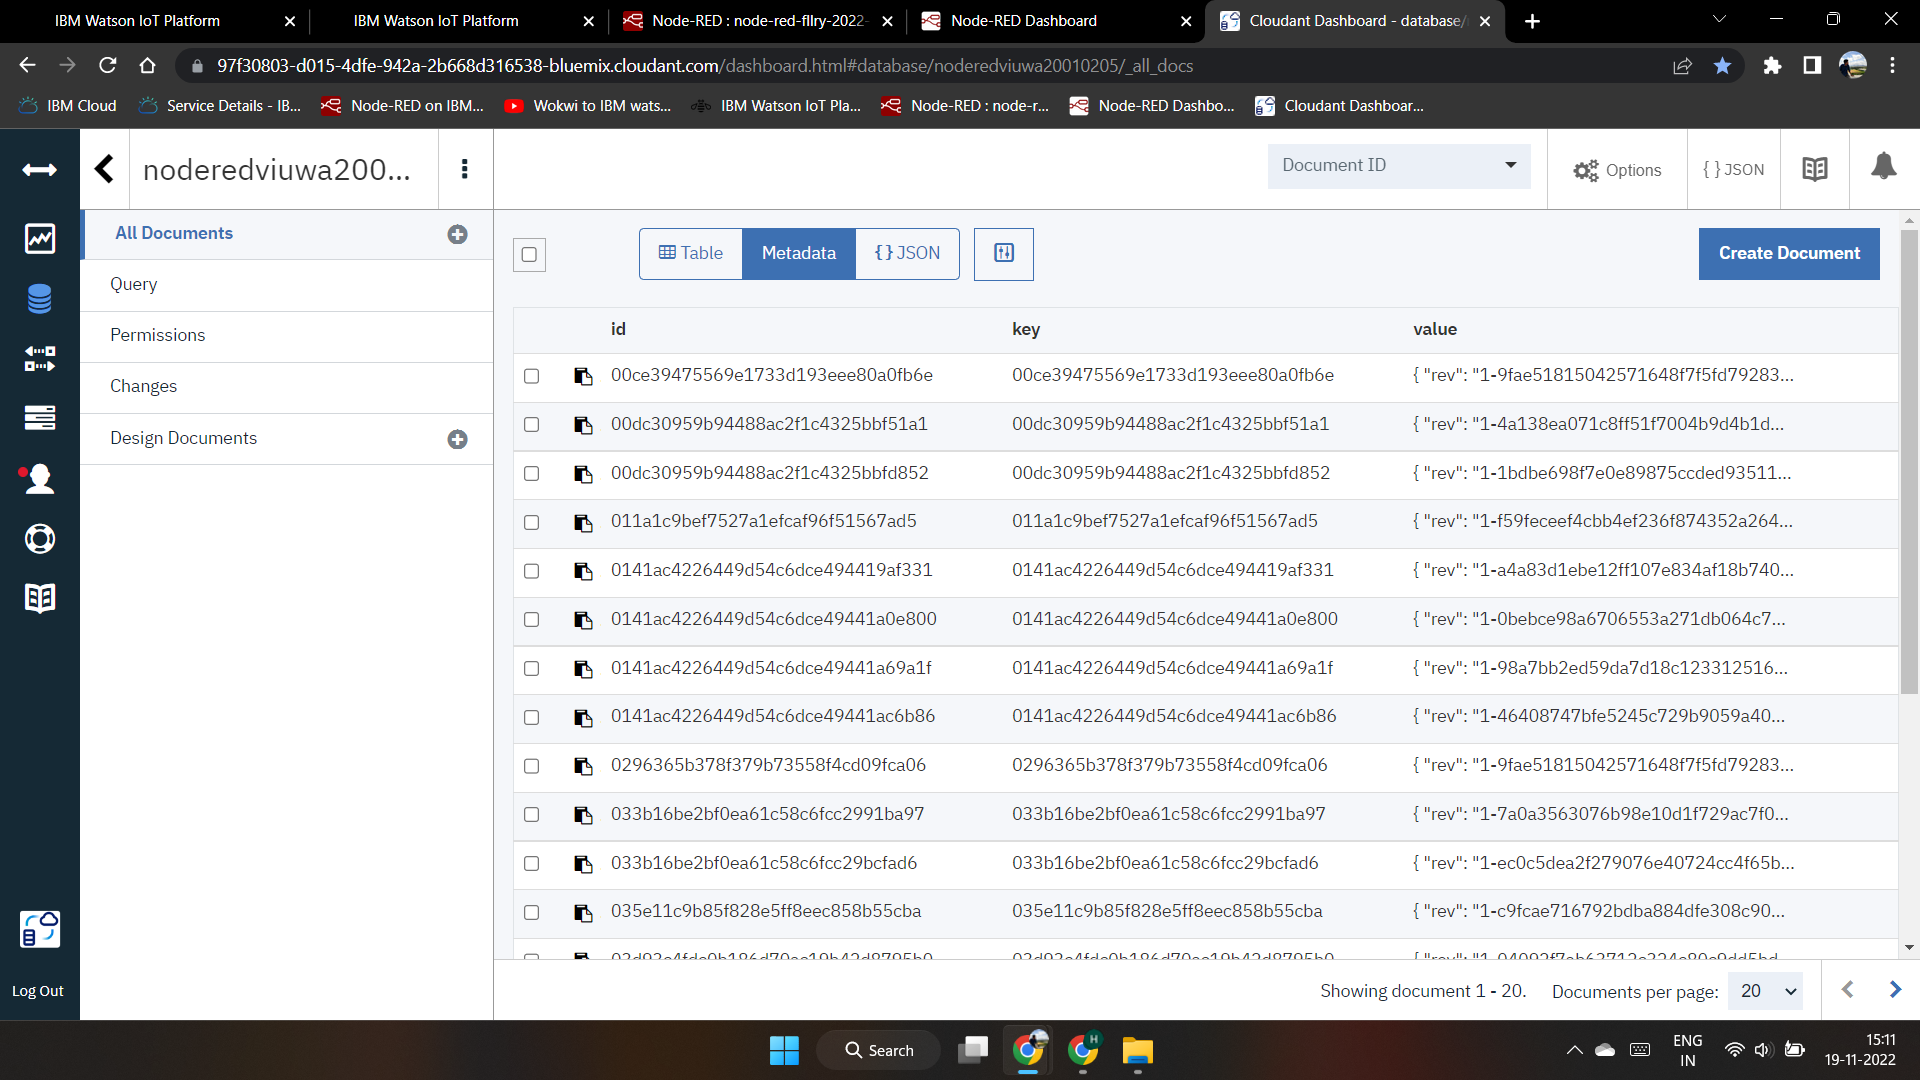 IBM Watson IoT Platform
IBM Watson IoT Platform
Node-RED : node-red-fllry-2022-
Node-RED Dashboard
Cloudant Dashboard - database/
97f30803-d015-4dfe-942a-2b668d316538-bluemix.cloudant.com/dashboard.html#database/noderedviuwa20010205/_all_docs
IBM Cloud
Service Details - IB...
Node-RED on IBM...
Wokwi to IBM wats...
IBM Watson IoT Pla...
Node-RED : node-r...
Node-RED Dashbo...
Cloudant Dashboar...
noderedviuwa200...
Document ID
Options
{ } JSON
All Documents
Query
Permissions
Changes
Design Documents
Log Out
Table
Metadata
{ } JSON
Create Document
id key value
00ce39475569e1733d193eee80a0fb6e 00ce39475569e1733d193eee80a0fb6e { "rev": "1-9fae51815042571648f7f5fd79283...
00dc30959b94488ac2f1c4325bbf51a1 00dc30959b94488ac2f1c4325bbf51a1 { "rev": "1-4a138ea071c8ff51f7004b9d4b1d...
00dc30959b94488ac2f1c4325bbfd852 00dc30959b94488ac2f1c4325bbfd852 { "rev": "1-1bdbe698f7e0e89875ccded93511...
011a1c9bef7527a1efcaf96f51567ad5 011a1c9bef7527a1efcaf96f51567ad5 { "rev": "1-f59feceef4cbb4ef236f874352a264...
0141ac4226449d54c6dce494419af331 0141ac4226449d54c6dce494419af331 { "rev": "1-a4a83d1ebe12ff107e834af18b740...
0141ac4226449d54c6dce49441a0e800 0141ac4226449d54c6dce49441a0e800 { "rev": "1-0bebce98a6706553a271db064c7...
0141ac4226449d54c6dce49441a69a1f 0141ac4226449d54c6dce49441a69a1f { "rev": "1-98a7bb2ed59da7d18c123312516...
0141ac4226449d54c6dce49441ac6b86 0141ac4226449d54c6dce49441ac6b86 { "rev": "1-46408747bfe5245c729b9059a40...
0296365b378f379b73558f4cd09fca06 0296365b378f379b73558f4cd09fca06 { "rev": "1-9fae51815042571648f7f5fd79283...
033b16be2bf0ea61c58c6fcc2991ba97 033b16be2bf0ea61c58c6fcc2991ba97 { "rev": "1-7a0a3563076b98e10d1f729ac7f0...
033b16be2bf0ea61c58c6fcc29bcfad6 033b16be2bf0ea61c58c6fcc29bcfad6 { "rev": "1-ec0c5dea2f279076e40724cc4f65b...
035e11c9b85f828e5ff8eec858b55cba 035e11c9b85f828e5ff8eec858b55cba { "rev": "1-c9fcae716792bdba884dfe308c90...
Showing document 1 - 20.
Documents per page: 20
Search
H
ENG
IN
15:11
19-11-2022